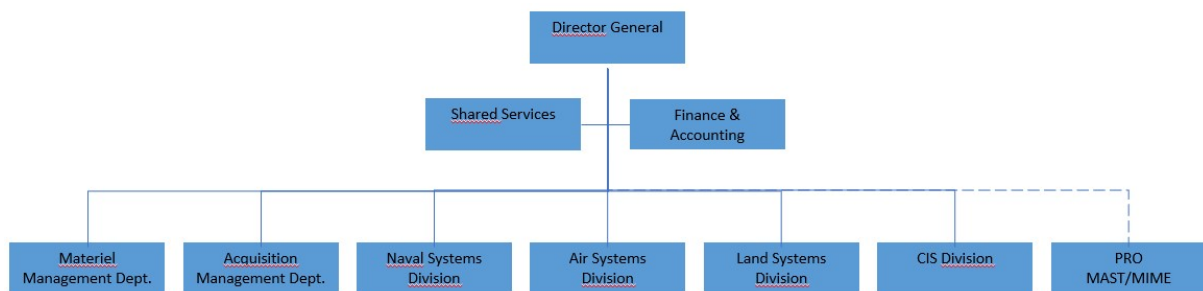 Director General
Shared Services
Finance &
Accounting
Materiel
Management Dept.
Acquisition
Management Dept.
Naval Systems
Division
Air Systems
Division
Land Systems
Division
CIS Division
PRO
MAST/MIME